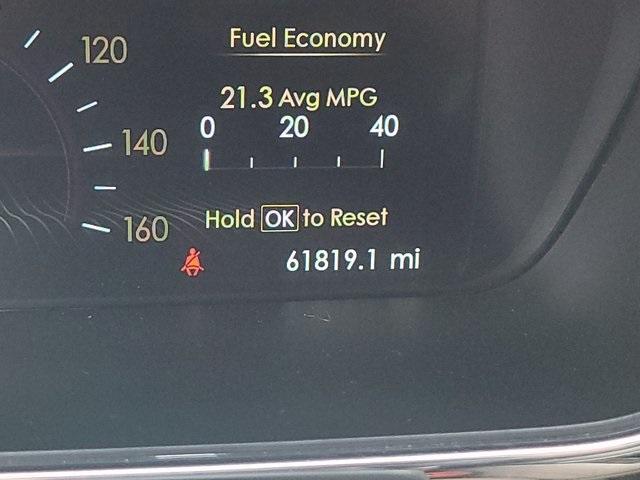 Fuel Economy
120
21.3 Avg MPG
0 20 40
140
Hold OK to Reset
160
61819.1 mi